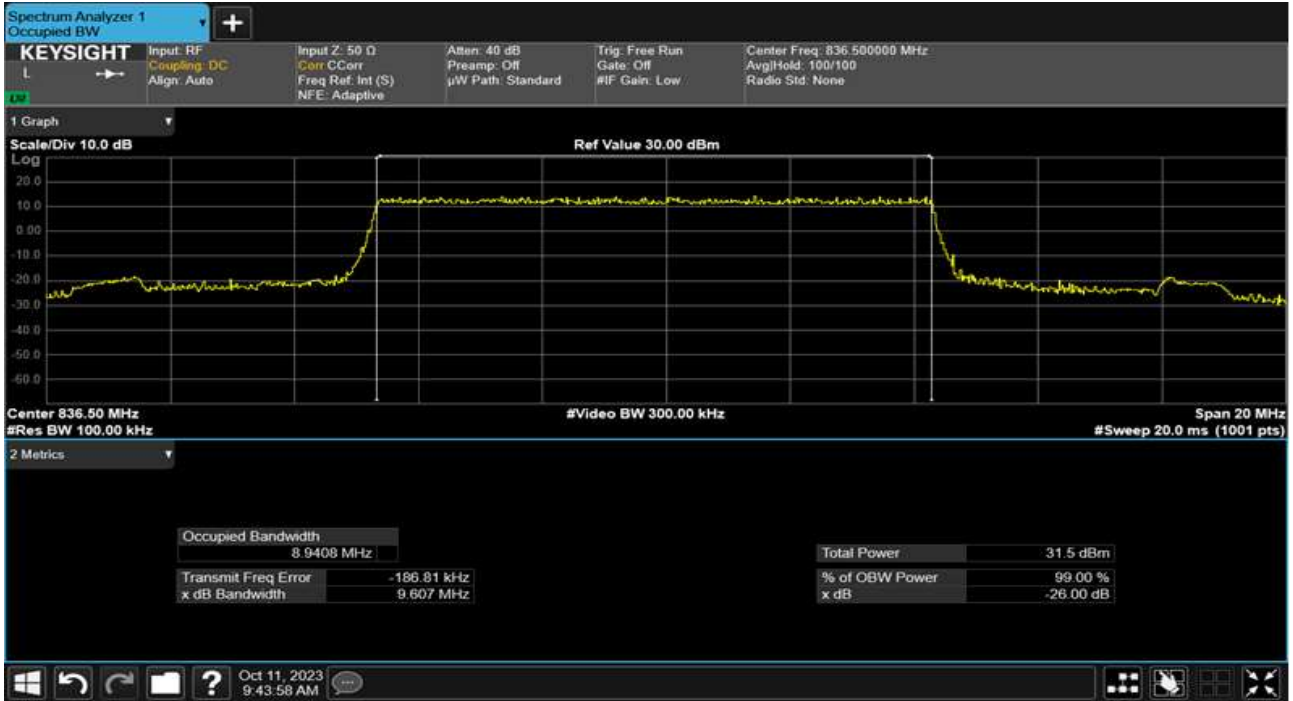 Spectrum Analyzer 1
Occupied BW
KEYSIGHT
L
Input: RF
Coupling: DC
Align: Auto
Input Z: 50 Ω
Corr CCorr
Freq Ref: Int (S)
NFE: Adaptive
Atten: 40 dB
Preamp: Off
µW Path: Standard
Trig: Free Run
Gate: Off
#IF Gain: Low
Center Freq: 836.500000 MHz
Avg|Hold: 100/100
Radio Std: None
1 Graph
Scale/Div 10.0 dB
Ref Value 30.00 dBm
Log
20.0
10.0
0.00
-10.0
-20.0
-30.0
-40.0
-50.0
-60.0
Center 836.50 MHz
#Video BW 300.00 kHz
Span 20 MHz
#Res BW 100.00 kHz
#Sweep 20.0 ms (1001 pts)
2 Metrics
Occupied Bandwidth
8.9408 MHz
Transmit Freq Error -186.81 kHz
x dB Bandwidth 9.607 MHz
Total Power 31.5 dBm
% of OBW Power 99.00 %
x dB -26.00 dB
?
Oct 11, 2023
9:43:58 AM